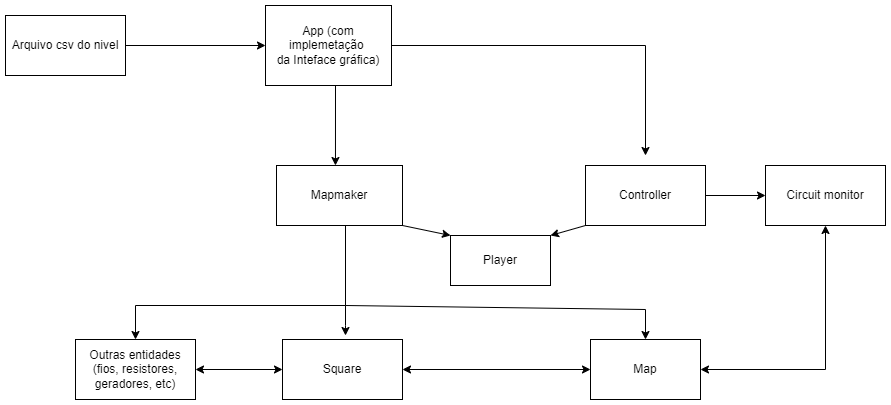 Arquivo csv do nivel
App (com
implemetação
da Inteface gráfica)
Mapmaker
Controller
Circuit monitor
Player
Outras entidades
(fios, resistores,
geradores, etc)
Square
Map